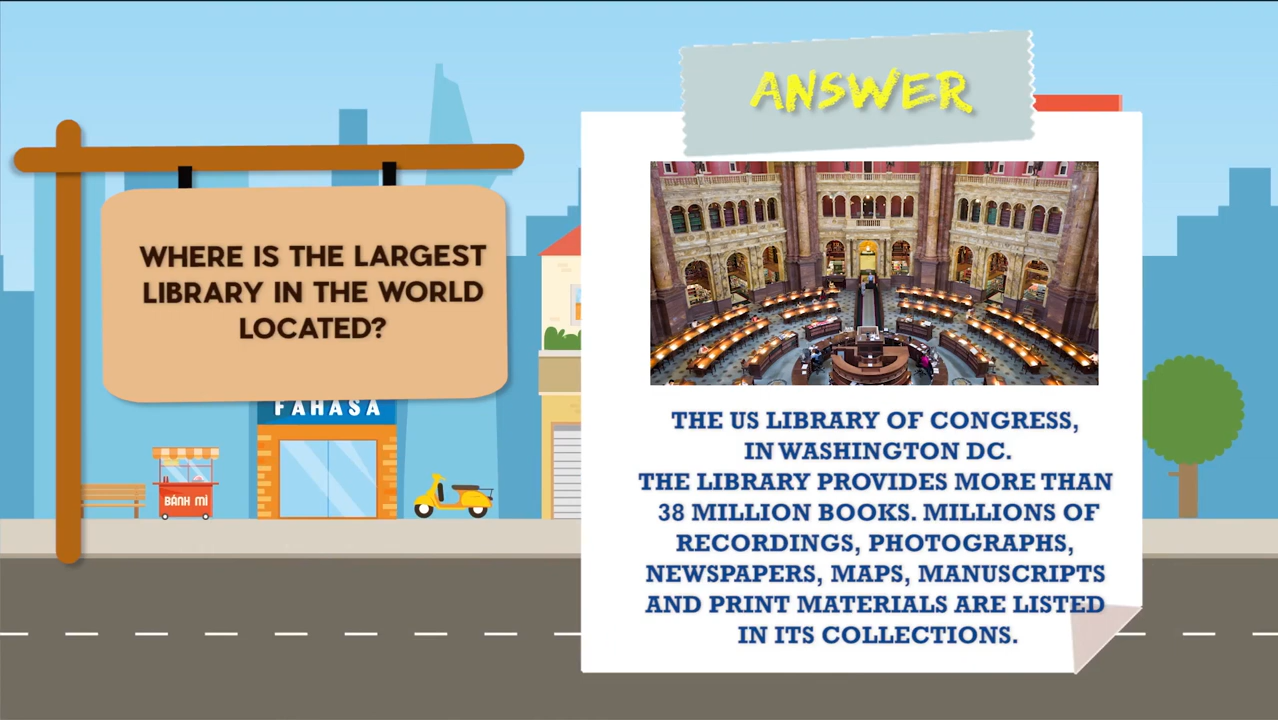 ANSWER
WHERE IS THE LARGEST
LIBRARY IN THE WORLD
LOCATED?
FAHASA
BÁNH MÌ
THE US LIBRARY OF CONGRESS,
IN WASHINGTON DC.
THE LIBRARY PROVIDES MORE THAN
38 MILLION BOOKS. MILLIONS OF
RECORDINGS, PHOTOGRAPHS,
NEWSPAPERS, MAPS, MANUSCRIPTS
AND PRINT MATERIALS ARE LISTED
IN ITS COLLECTIONS.